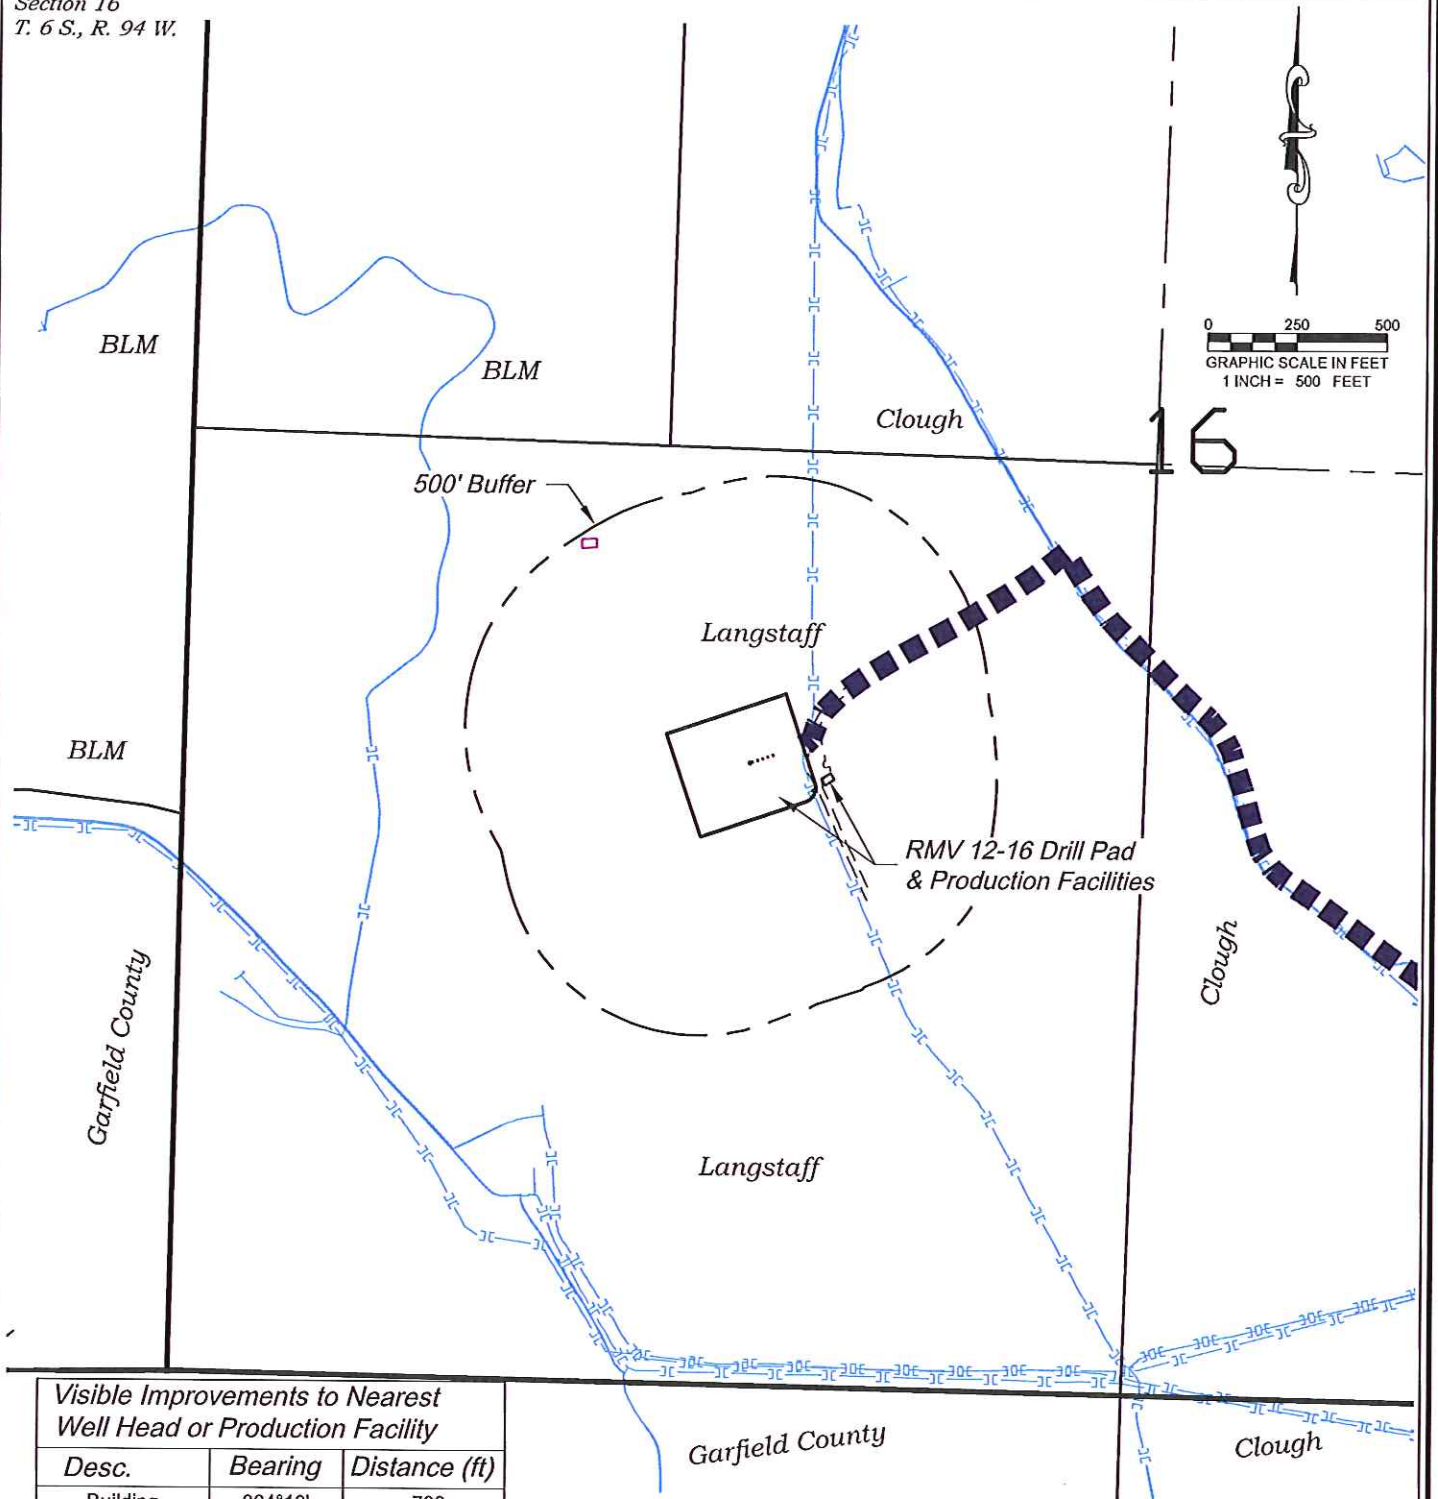 Section 16
T. 6 S., R. 94 W.
0 250 500
GRAPHIC SCALE IN FEET
1 INCH = 500 FEET
BLM
BLM
Clough
16
500' Buffer
Langstaff
BLM
RMV 12-16 Drill Pad
& Production Facilities
Clough
Garfield County
Langstaff
Visible Improvements to Nearest
Well Head or Production Facility
Desc. Bearing Distance (ft)
Building
Garfield County
Clough